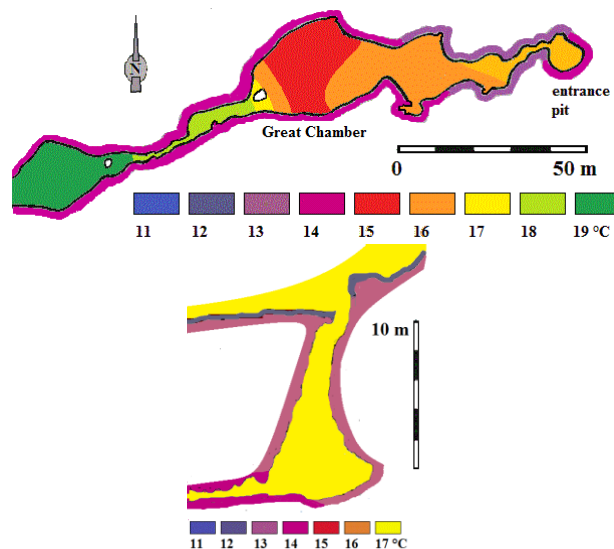 N
entrance
pit
Great Chamber
0 50 m
11 12 13 14 15 16 17 18 19 °C
10 m
11 12 13 14 15 16 17 °C